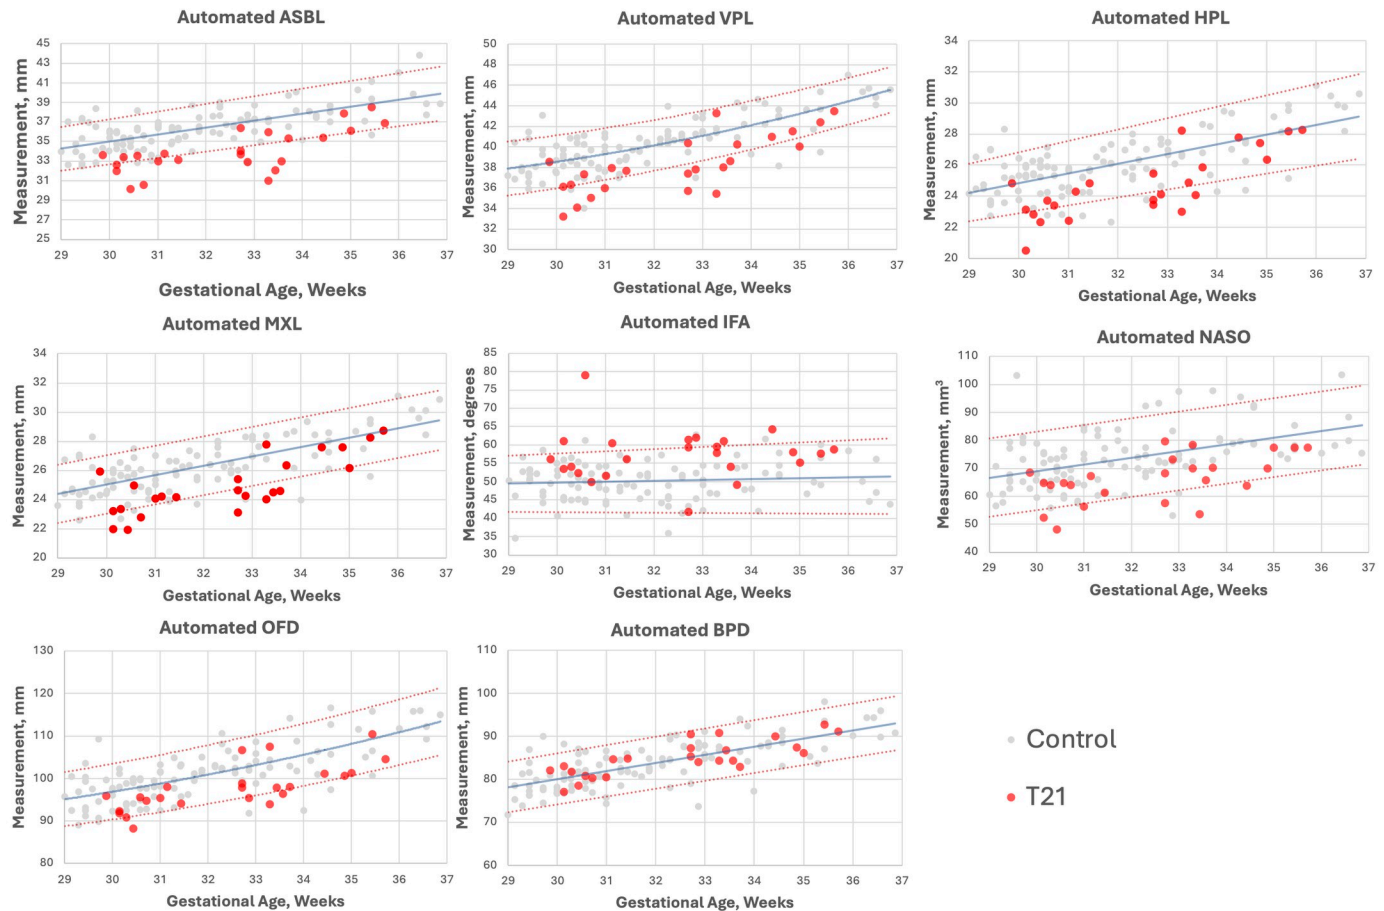 Automated ASBL
Measurement, mm
45
43
41
39
37
35
33
31
29
27
25
29 30 31 32 33 34 35 36 37
Gestational Age, Weeks
Automated VPL
Measurement, mm
50
48
46
44
42
40
38
36
34
32
30
29 30 31 32 33 34 35 36 37
Gestational Age, Weeks
Automated HPL
Measurement, mm
34
32
30
28
26
24
22
20
29 30 31 32 33 34 35 36 37
Gestational Age, Weeks
Automated MXL
Measurement, mm
34
32
30
28
26
24
22
20
29 30 31 32 33 34 35 36 37
Gestational Age, Weeks
Automated IFA
Measurement, degrees
85
80
75
70
65
60
55
50
45
40
35
30
29 30 31 32 33 34 35 36 37
Gestational Age, Weeks
Automated NASO
Measurement, mm³
110
100
90
80
70
60
50
40
29 30 31 32 33 34 35 36 37
Gestational Age, Weeks
Automated OFD
Measurement, mm
130
120
110
100
90
80
29 30 31 32 33 34 35 36 37
Gestational Age, Weeks
Automated BPD
Measurement, mm
110
100
90
80
70
60
29 30 31 32 33 34 35 36 37
Gestational Age, Weeks
Control
T21